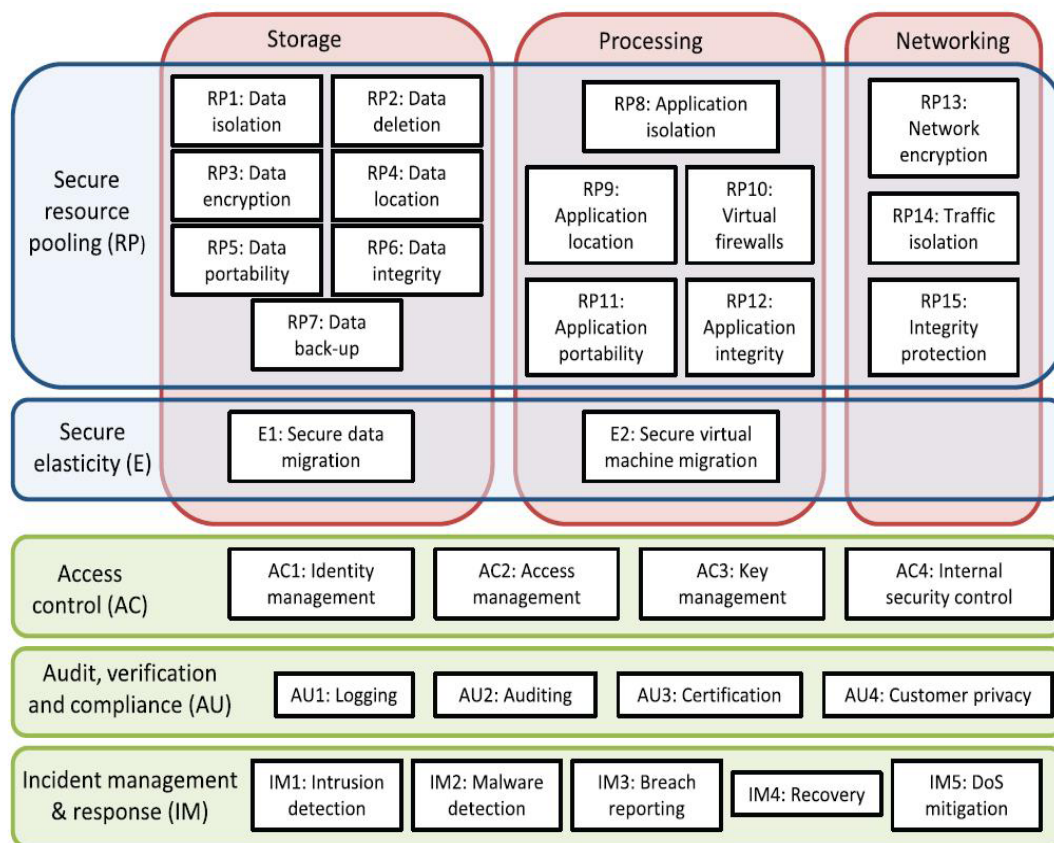 Storage
Processing
Networking
Secure
resource
pooling (RP)
RP1: Data
isolation
RP2: Data
deletion
RP3: Data
encryption
RP4: Data
location
RP5: Data
portability
RP6: Data
integrity
RP7: Data
back-up
RP8: Application
isolation
RP9:
Application
location
RP10:
Virtual
firewalls
RP11:
Application
portability
RP12:
Application
integrity
RP13:
Network
encryption
RP14: Traffic
isolation
RP15:
Integrity
protection
Secure
elasticity (E)
E1: Secure data
migration
E2: Secure virtual
machine migration
Access
control (AC)
AC1: Identity
management
AC2: Access
management
AC3: Key
management
AC4: Internal
security control
Audit, verification
and compliance (AU)
AU1: Logging
AU2: Auditing
AU3: Certification
AU4: Customer privacy
Incident management
& response (IM)
IM1: Intrusion
detection
IM2: Malware
detection
IM3: Breach
reporting
IM4: Recovery
IM5: DoS
mitigation